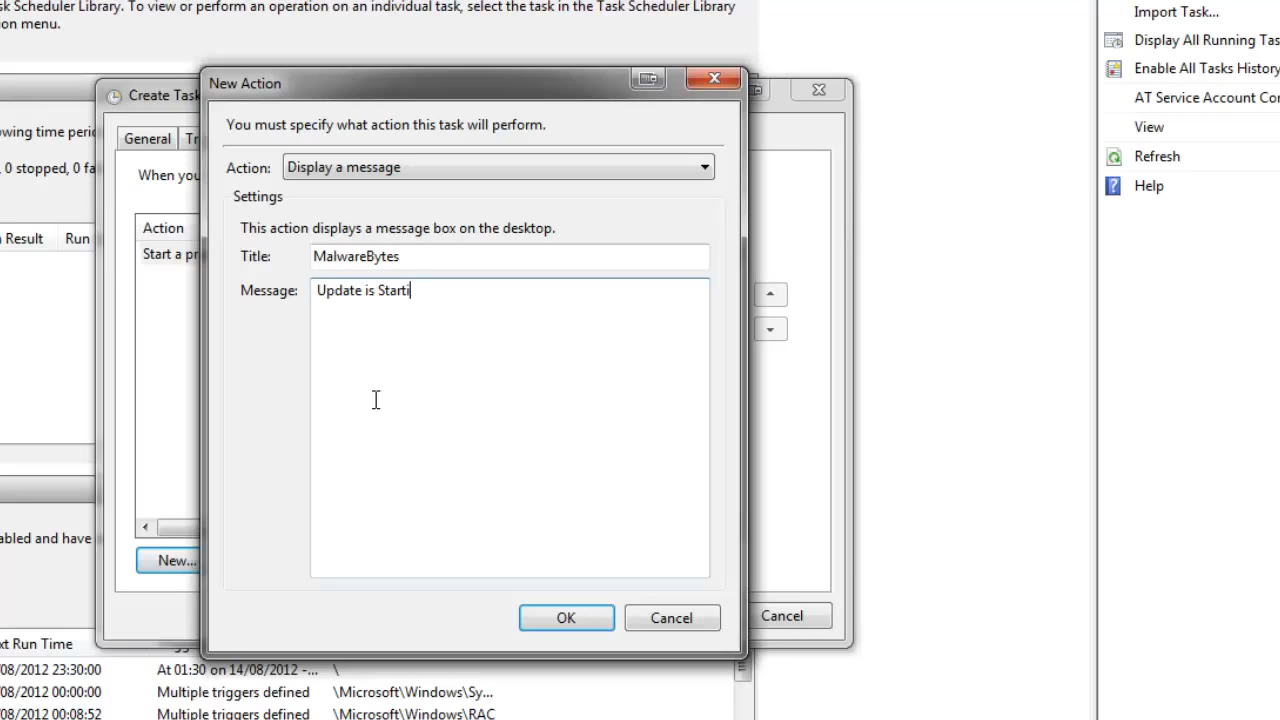 sk Scheduler Library. To view or perform an operation on an individual task, select the task in the Task Scheduler Library
on menu.
Import Task...
Display All Running Tas
Enable All Tasks History
AT Service Account Con
View
Refresh
Help
New Action
Create Task
You must specify what action this task will perform.
owing time perio
General Tr
Action: Display a message
0 stopped, 0 fa
When you
Settings
Action
This action displays a message box on the desktop.
Result Run
Start a pr
Title: MalwareBytes
Message: Update is Starti
abled and have
New...
OK Cancel Cancel
xt Run Time
/08/2012 23:30:00 At 01:30 on 14/08/2012 -... \
/08/2012 00:00:00 Multiple triggers defined \Microsoft\Windows\Sy...
/08/2012 00:08:52 Multiple triggers defined \Microsoft\Windows\RAC